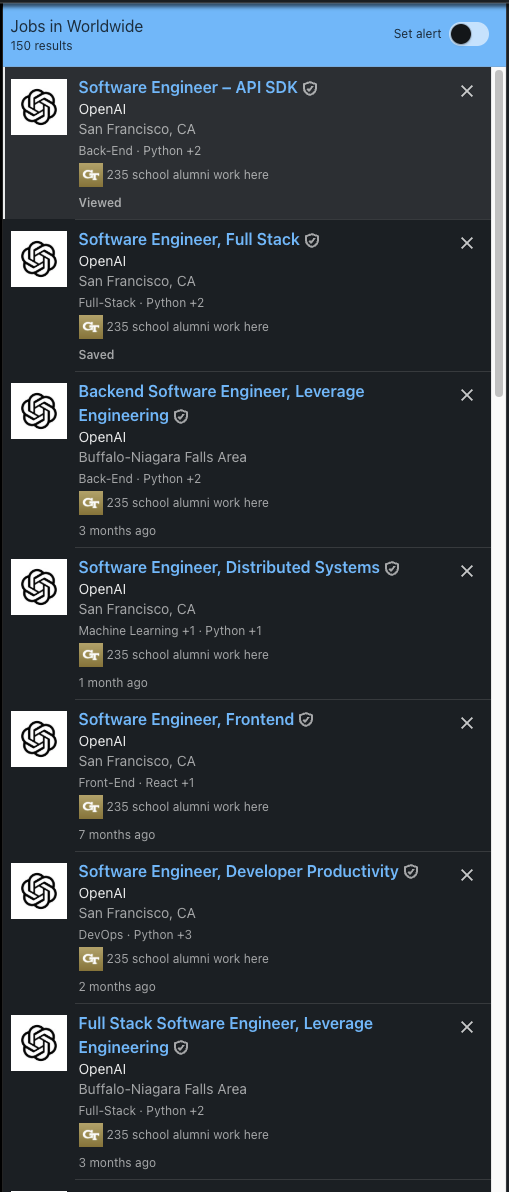 Jobs in Worldwide
150 results
Set alert
Software Engineer – API SDK
OpenAI
San Francisco, CA
Back-End · Python +2
GT 235 school alumni work here
Viewed
Software Engineer, Full Stack
OpenAI
San Francisco, CA
Full-Stack · Python +2
GT 235 school alumni work here
Saved
Backend Software Engineer, Leverage
Engineering
OpenAI
Buffalo-Niagara Falls Area
Back-End · Python +2
GT 235 school alumni work here
3 months ago
Software Engineer, Distributed Systems
OpenAI
San Francisco, CA
Machine Learning +1 · Python +1
GT 235 school alumni work here
1 month ago
Software Engineer, Frontend
OpenAI
San Francisco, CA
Front-End · React +1
GT 235 school alumni work here
7 months ago
Software Engineer, Developer Productivity
OpenAI
San Francisco, CA
DevOps · Python +3
GT 235 school alumni work here
2 months ago
Full Stack Software Engineer, Leverage
Engineering
OpenAI
Buffalo-Niagara Falls Area
Full-Stack · Python +2
GT 235 school alumni work here
3 months ago